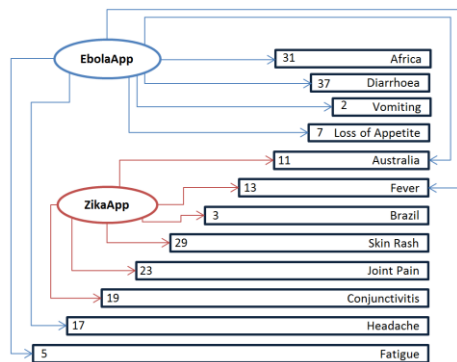 EbolaApp
31 Africa
37 Diarrhoea
2 Vomiting
7 Loss of Appetite
11 Australia
13 Fever
ZikaApp
3 Brazil
29 Skin Rash
23 Joint Pain
19 Conjunctivitis
17 Headache
5 Fatigue